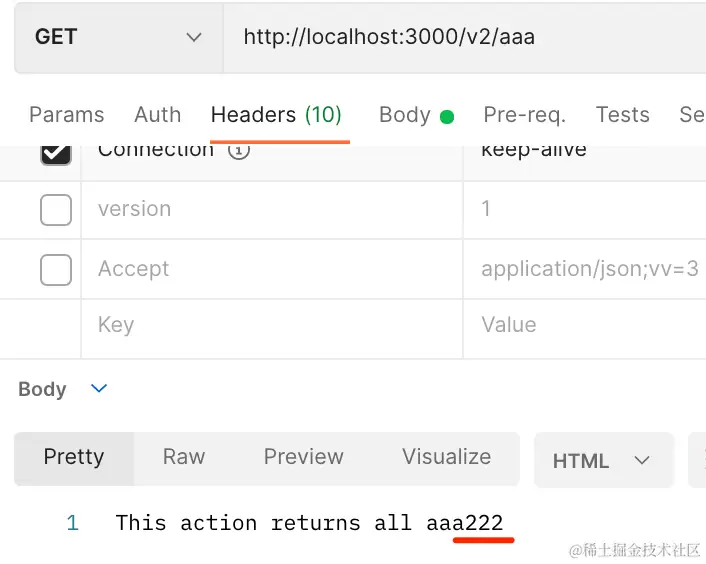 GET http://localhost:3000/v2/aaa
Params Auth Headers (10) Body Pre-req. Tests Se
Connection keep-alive
version 1
Accept application/json;vv=3
Key Value
Body
Pretty Raw Preview Visualize HTML
1 This action returns all aaa222
@稀土掘金技术社区